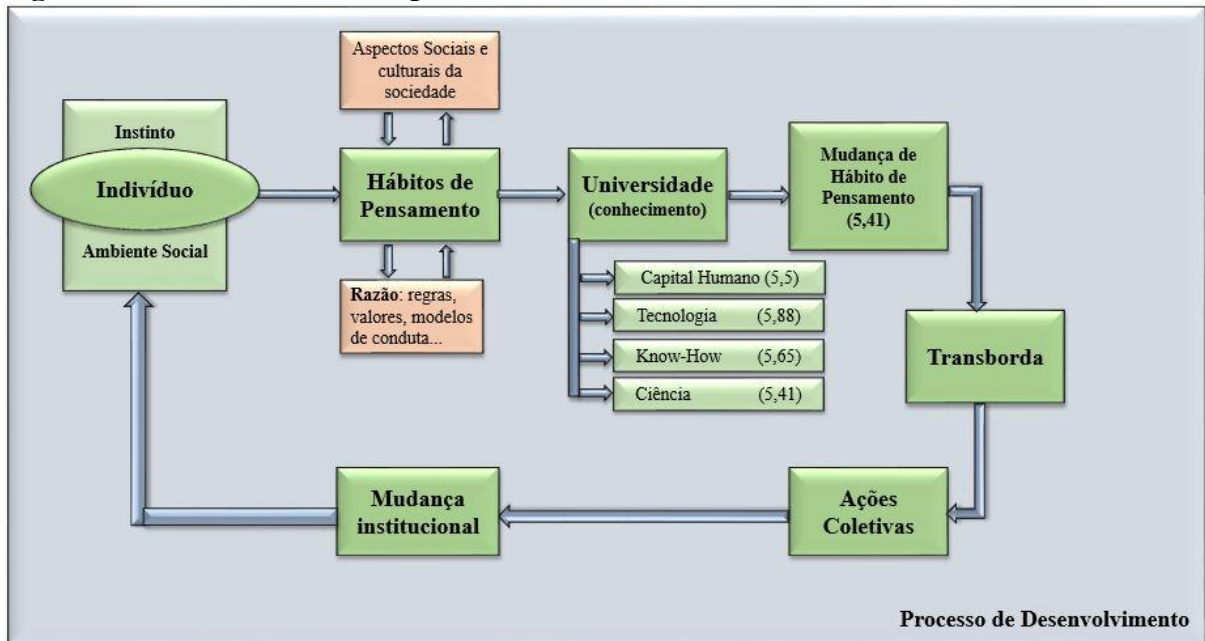 Aspectos Sociais e
culturais da
sociedade
Instinto
Indivíduo
Ambiente Social
Hábitos de
Pensamento
Razão: regras,
valores, modelos
de conduta...
Universidade
(conhecimento)
Capital Humano (5,5)
Tecnologia (5,88)
Know-How (5,65)
Ciência (5,41)
Mudança de
Hábito de
Pensamento
(5,41)
Transborda
Ações
Coletivas
Mudança
institucional
Processo de Desenvolvimento